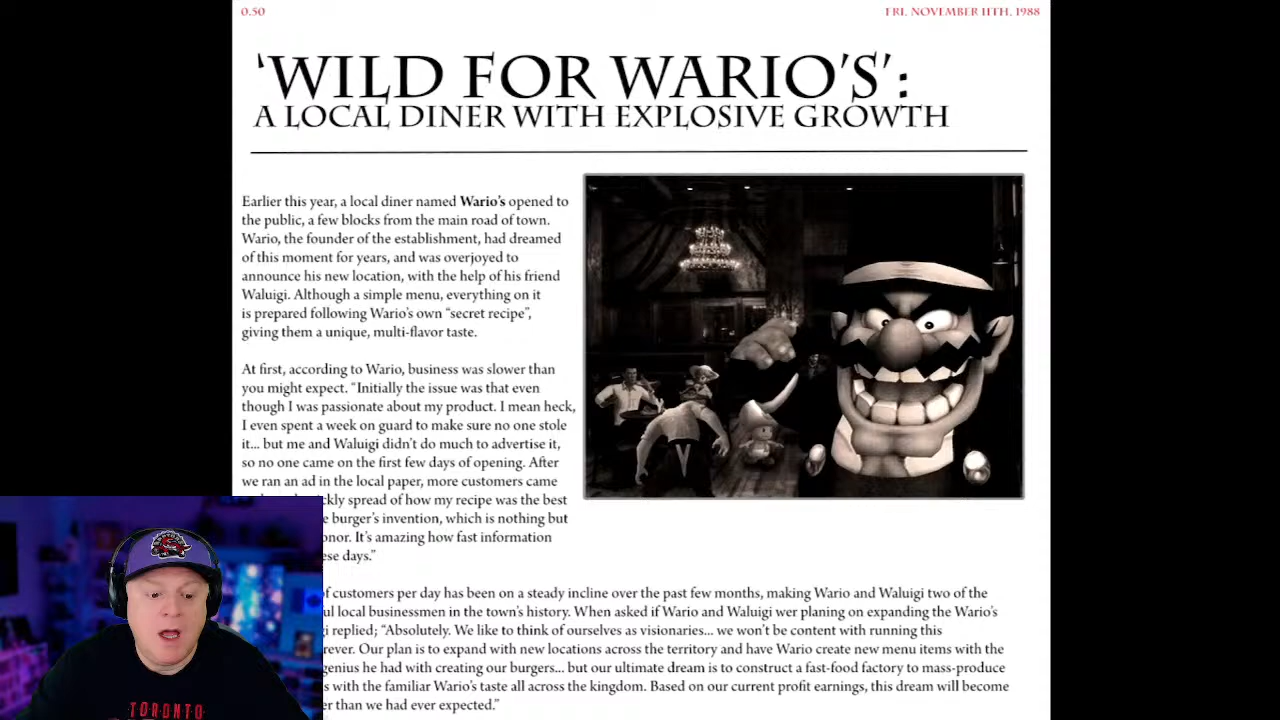 0.50
FRI, NOVEMBER 11TH, 1988
'WILD FOR WARIO'S':
A LOCAL DINER WITH EXPLOSIVE GROWTH
Earlier this year, a local diner named Wario's opened to
the public, a few blocks from the main road of town.
Wario, the founder of the establishment, had dreamed
of this moment for years, and was overjoyed to
announce his new location, with the help of his friend
Waluigi. Although a simple menu, everything on it
is prepared following Wario's own "secret recipe",
giving them a unique, multi-flavor taste.
At first, according to Wario, business was slower than
you might expect. "Initially the issue was that even
though I was passionate about my product. I mean heck,
I even spent a week on guard to make sure no one stole
it... but me and Waluigi didn't do much to advertise it,
so no one came on the first few days of opening. After
we ran an ad in the local paper, more customers came
spread of how my recipe was the best
burger's invention, which is nothing but
It's amazing how fast information
days."
of customers per day has been on a steady incline over the past few months, making Wario and Waluigi two of the
local businessmen in the town's history. When asked if Wario and Waluigi wer planing on expanding the Wario's
replied; "Absolutely. We like to think of ourselves as visionaries... we won't be content with running this
Our plan is to expand with new locations across the territory and have Wario create new menu items with the
genius he had with creating our burgers... but our ultimate dream is to construct a fast-food factory to mass-produce
with the familiar Wario's taste all across the kingdom. Based on our current profit earnings, this dream will become
than we had ever expected."
TORONTO